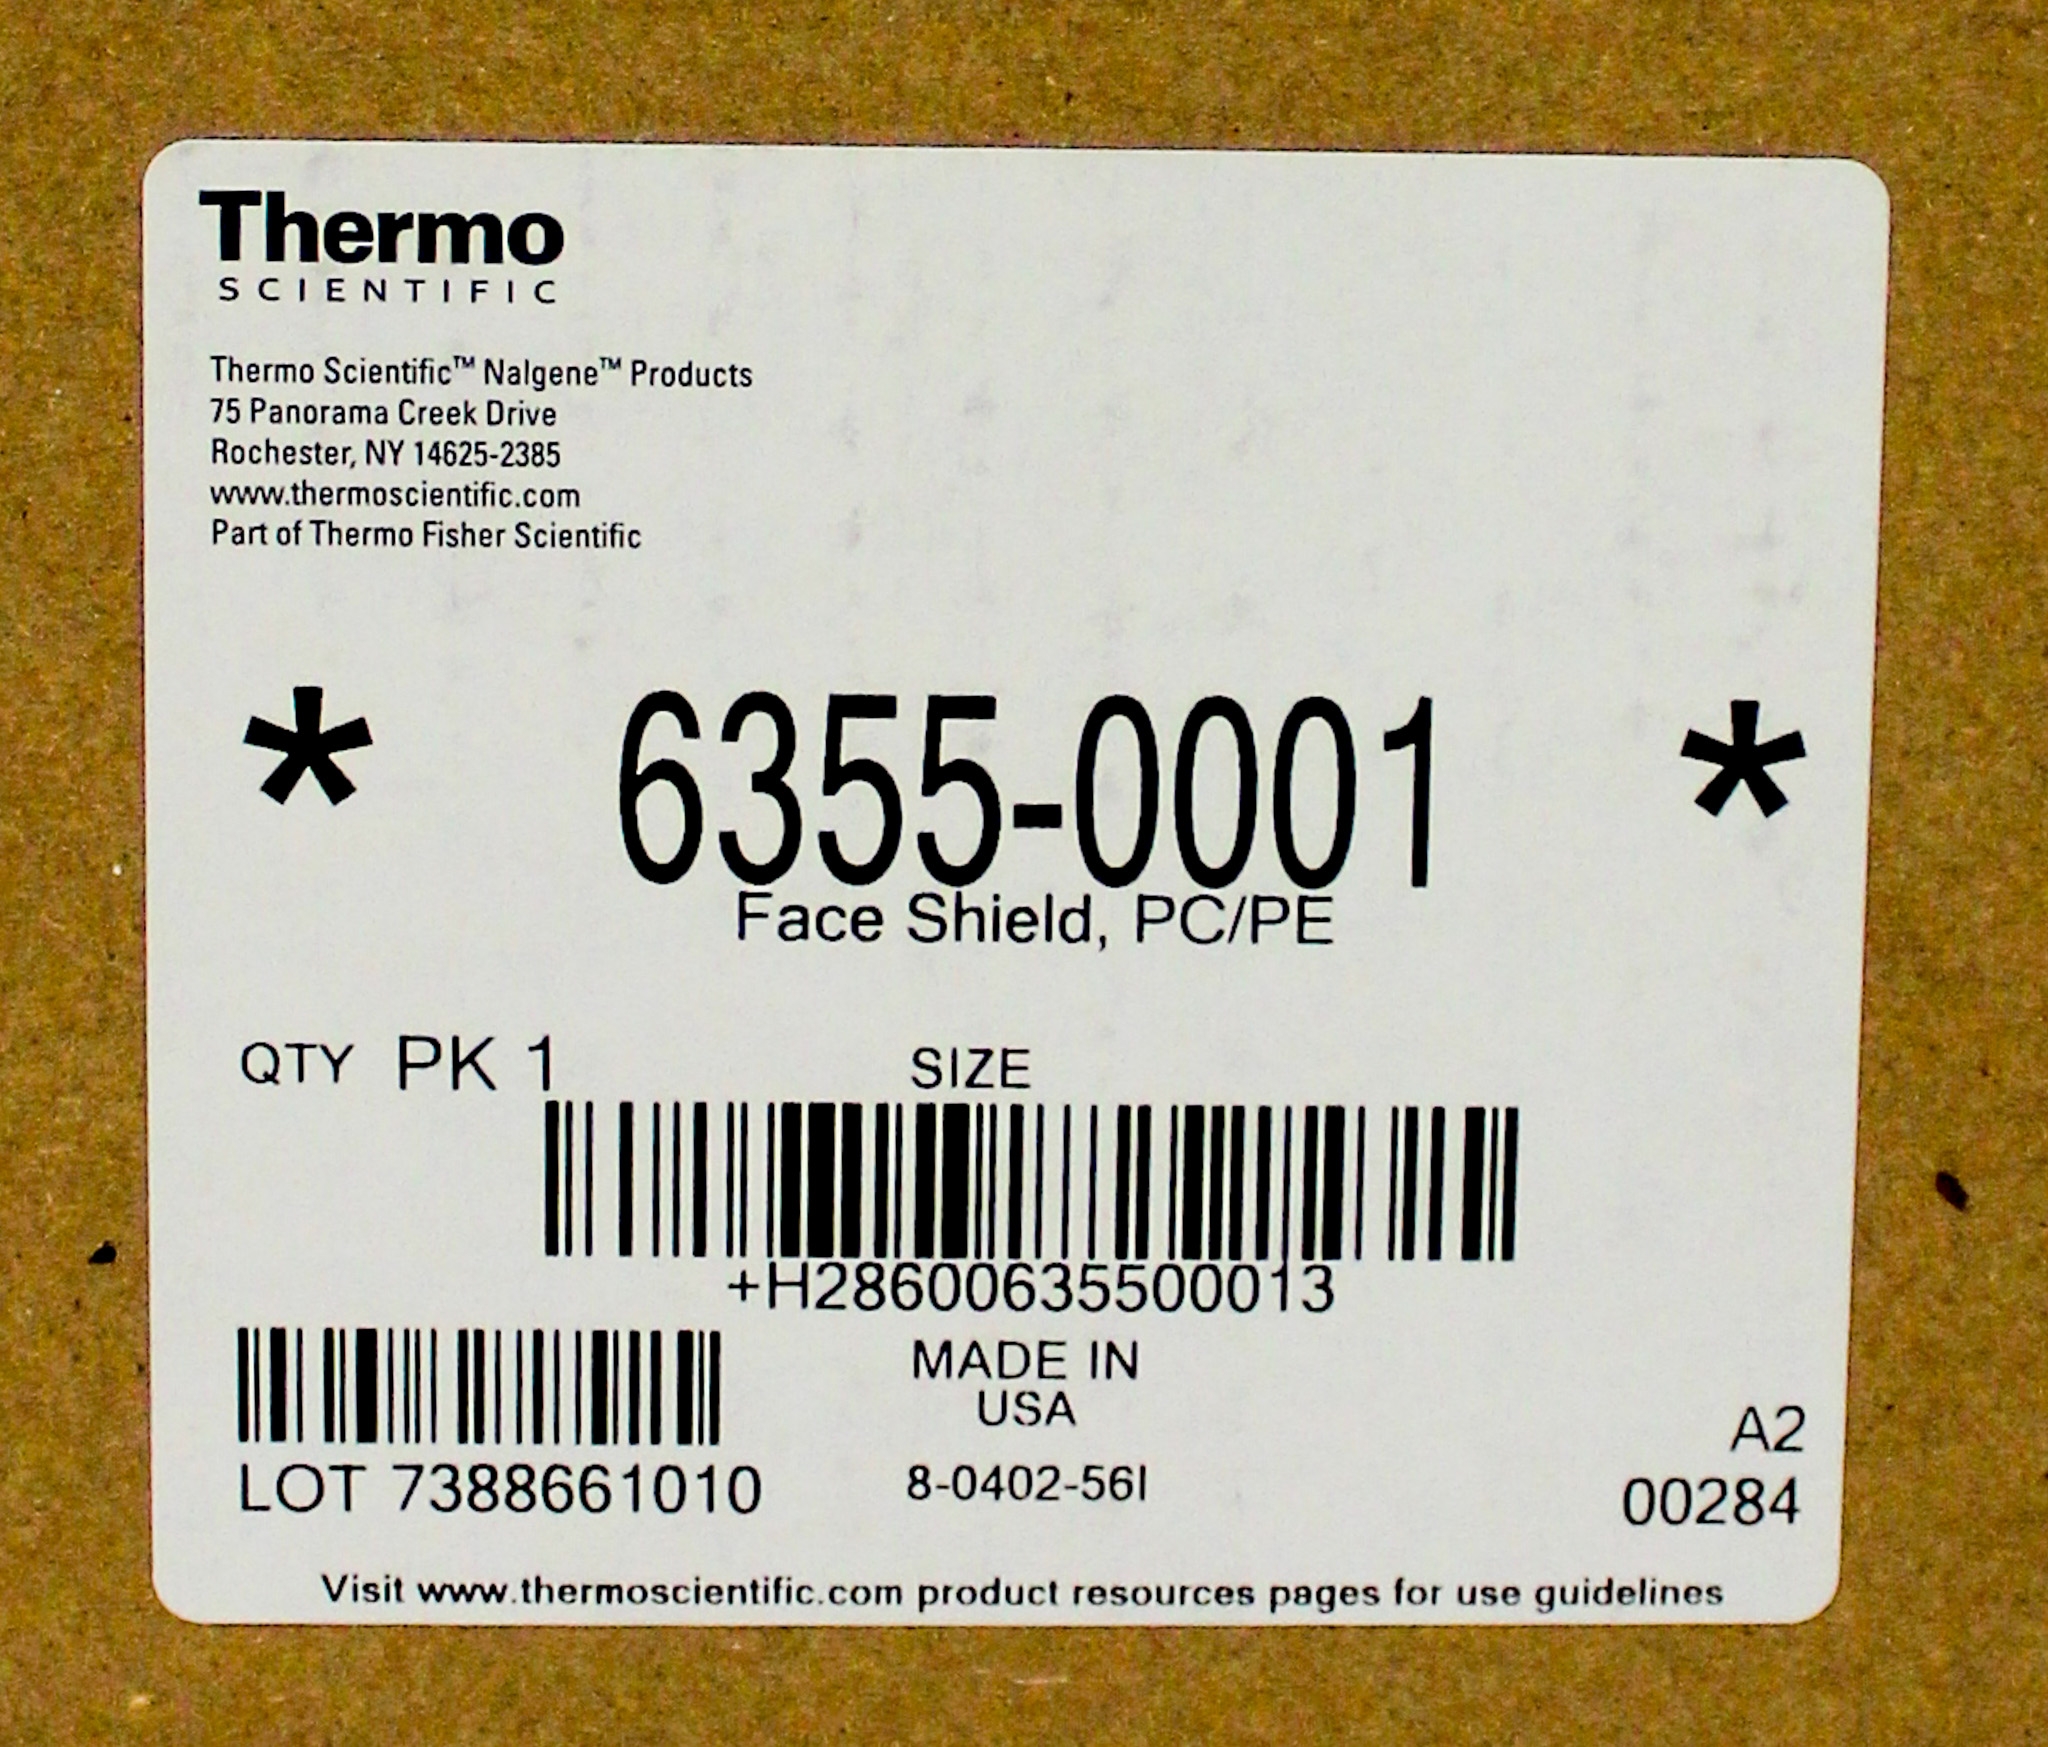 Thermo
SCIENTIFIC
Thermo Scientific™ Nalgene™ Products
75 Panorama Creek Drive
Rochester, NY 14625-2385
www.thermoscientific.com
Part of Thermo Fisher Scientific
* 6355-0001 *
Face Shield, PC/PE
QTY PK 1 SIZE
+H28600635500013
MADE IN
USA
LOT 7388661010 8-0402-56I
A2
00284
Visit www.thermoscientific.com product resources pages for use guidelines